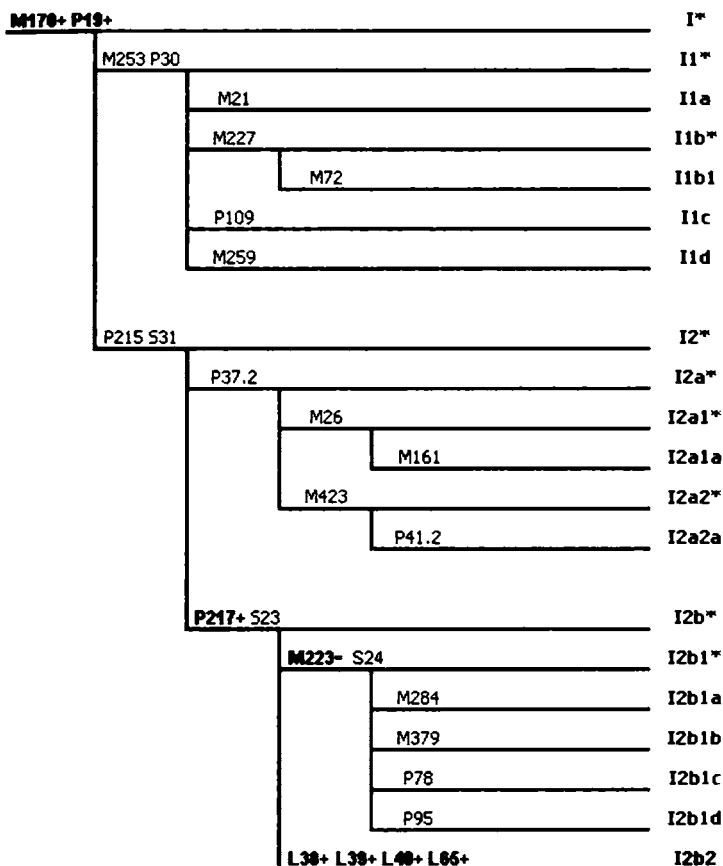 M170+ P19+ I*
M253 P30 I1*
M21 I1a
M227 I1b*
M72 I1b1
P109 I1c
M259 I1d
P215 S31 I2*
P37.2 I2a*
M26 I2a1*
M161 I2a1a
M423 I2a2*
P41.2 I2a2a
P217+ S23 I2b*
M223- S24 I2b1*
M284 I2b1a
M379 I2b1b
P78 I2b1c
P95 I2b1d
L38+ L39+ L40+ L65+ I2b2